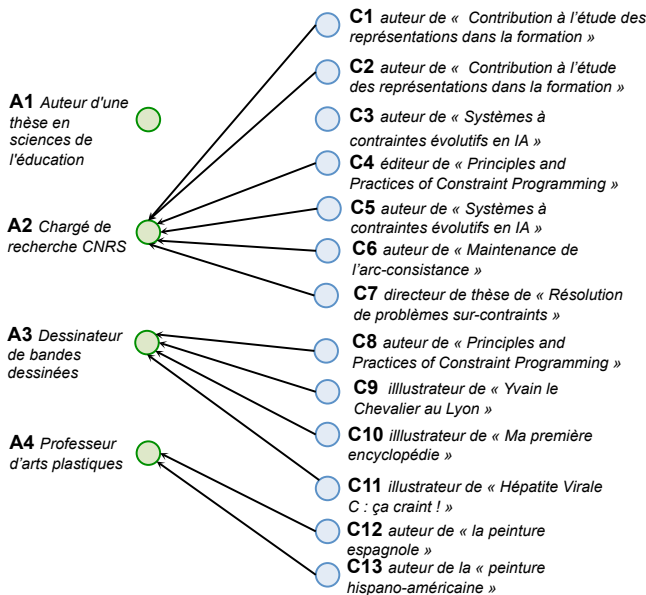 A1 Auteur d'une
thèse en
sciences de
l'éducation
A2 Chargé de
recherche CNRS
A3 Dessinateur
de bandes
dessinées
A4 Professeur
d'arts plastiques
C1 auteur de « Contribution à l'étude des
représentations dans la formation »
C2 auteur de « Contribution à l'étude
des représentations dans la formation »
C3 auteur de « Systèmes à
contraintes évolutifs en IA »
C4 éditeur de « Principles and
Practices of Constraint Programming »
C5 auteur de « Systèmes à
contraintes évolutifs en IA »
C6 auteur de « Maintenance de
l'arc-consistance »
C7 directeur de thèse de « Résolution
de problèmes sur-contraints »
C8 auteur de « Principles and
Practices of Constraint Programming »
C9 illlustrateur de « Yvain le
Chevalier au Lyon »
C10 illlustrateur de « Ma première
encyclopédie »
C11 illustrateur de « Hépatite Virale
C : ça craint ! »
C12 auteur de « la peinture
espagnole »
C13 auteur de la « peinture
hispano-américaine »